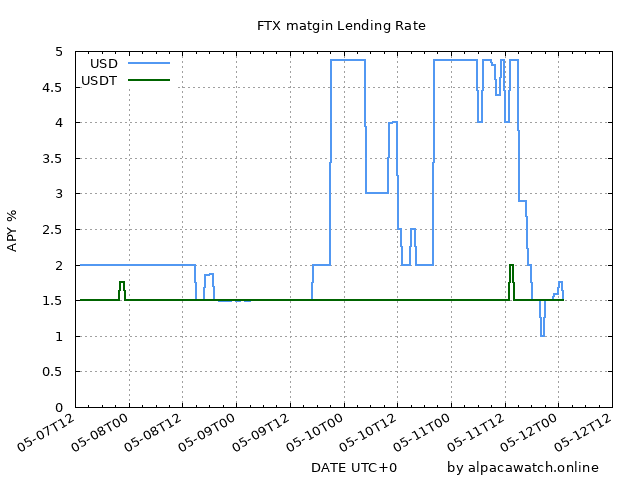 FTX matgin Lending Rate
USD
USDT
5
4.5
4
3.5
3
2.5
2
1.5
1
0.5
0
APY %
05-07T12
05-08T00
05-08T12
05-09T00
05-09T12
05-10T00
05-10T12
05-11T00
05-11T12
05-12T00
05-12T12
DATE UTC+0
by alpacawatch.online